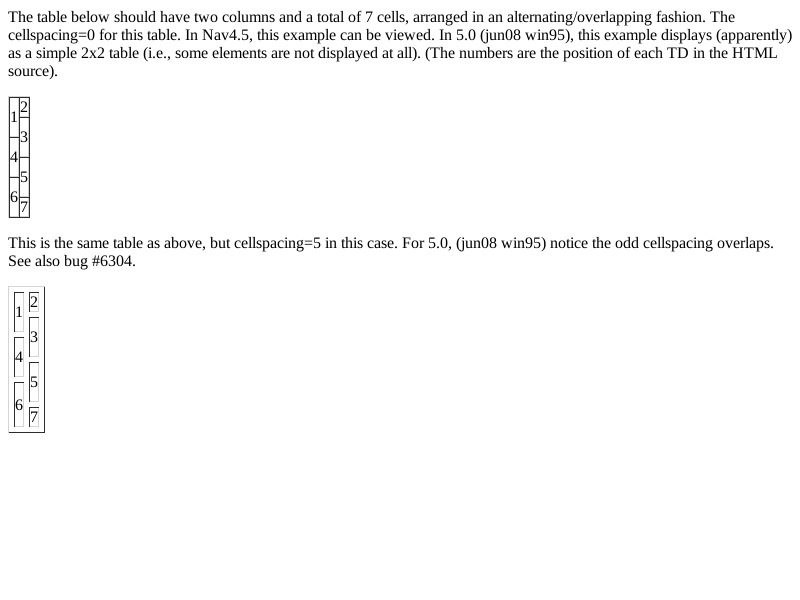 The table below should have two columns and a total of 7 cells, arranged in an alternating/overlapping fashion. The
cellspacing=0 for this table. In Nav4.5, this example can be viewed. In 5.0 (jun08 win95), this example displays (apparently)
as a simple 2x2 table (i.e., some elements are not displayed at all). (The numbers are the position of each TD in the HTML
source).
2
1
3
4
5
6
7
This is the same table as above, but cellspacing=5 in this case. For 5.0, (jun08 win95) notice the odd cellspacing overlaps.
See also bug #6304.
2
1
3
4
5
6
7